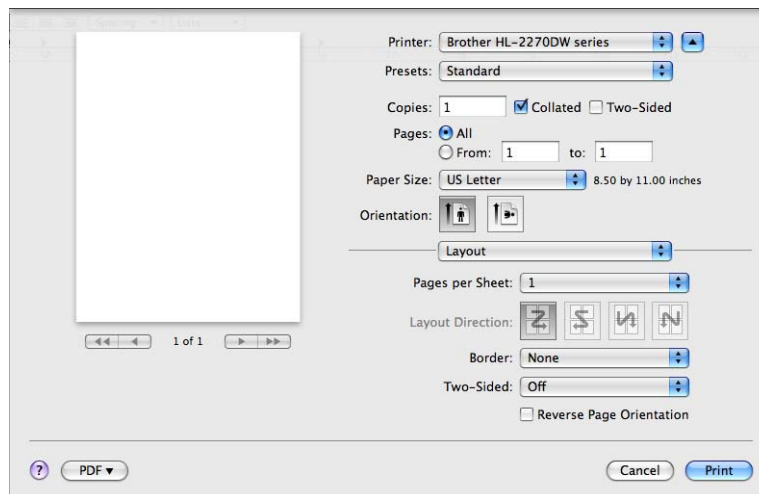 Spacing
Lists
Printer: Brother HL-2270DW series
Presets: Standard
Copies: 1 Collated Two-Sided
Pages: All
From: 1 to: 1
Paper Size: US Letter 8.50 by 11.00 inches
Orientation:
Layout
Pages per Sheet: 1
Layout Direction:
Border: None
Two-Sided: Off
Reverse Page Orientation
1 of 1
? PDF Cancel Print